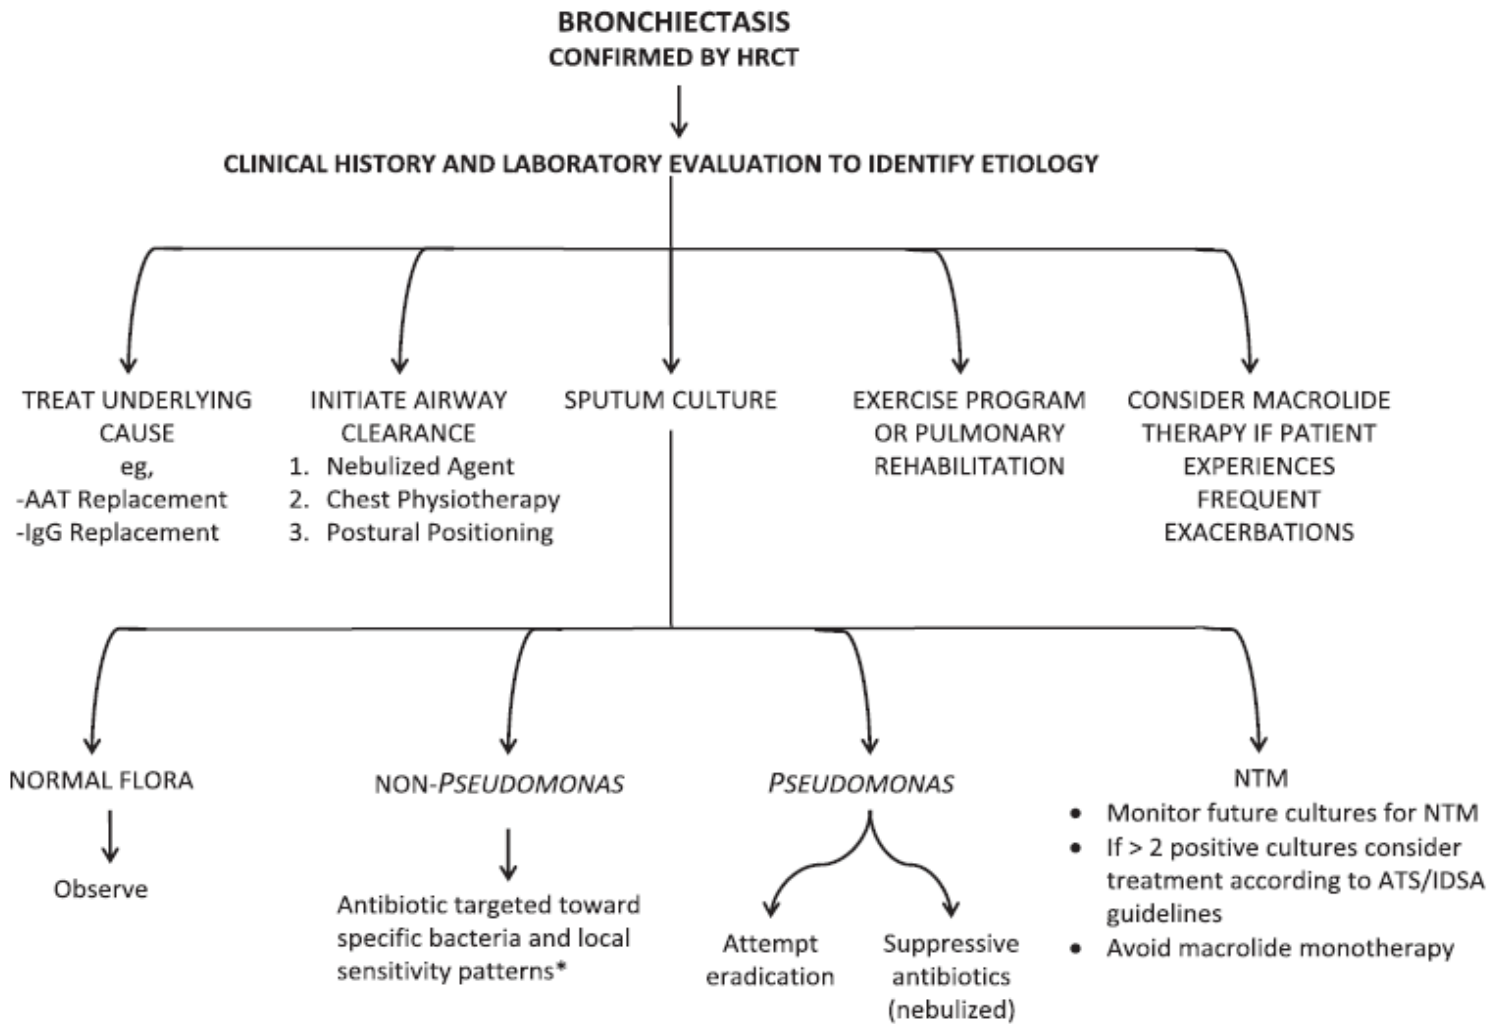 BRONCHIECTASIS
CONFIRMED BY HRCT
CLINICAL HISTORY AND LABORATORY EVALUATION TO IDENTIFY ETIOLOGY
TREAT UNDERLYING
CAUSE
eg,
-AAT Replacement
-IgG Replacement
INITIATE AIRWAY
CLEARANCE
1. Nebulized Agent
2. Chest Physiotherapy
3. Postural Positioning
SPUTUM CULTURE
EXERCISE PROGRAM
OR PULMONARY
REHABILITATION
CONSIDER MACROLIDE
THERAPY IF PATIENT
EXPERIENCES
FREQUENT
EXACERBATIONS
NORMAL FLORA
Observe
NON-PSEUDOMONAS
Antibiotic targeted toward
specific bacteria and local
sensitivity patterns*
PSEUDOMONAS
Attempt
eradication
Suppressive
antibiotics
(nebulized)
NTM
• Monitor future cultures for NTM
• If > 2 positive cultures consider
treatment according to ATS/IDSA
guidelines
• Avoid macrolide monotherapy